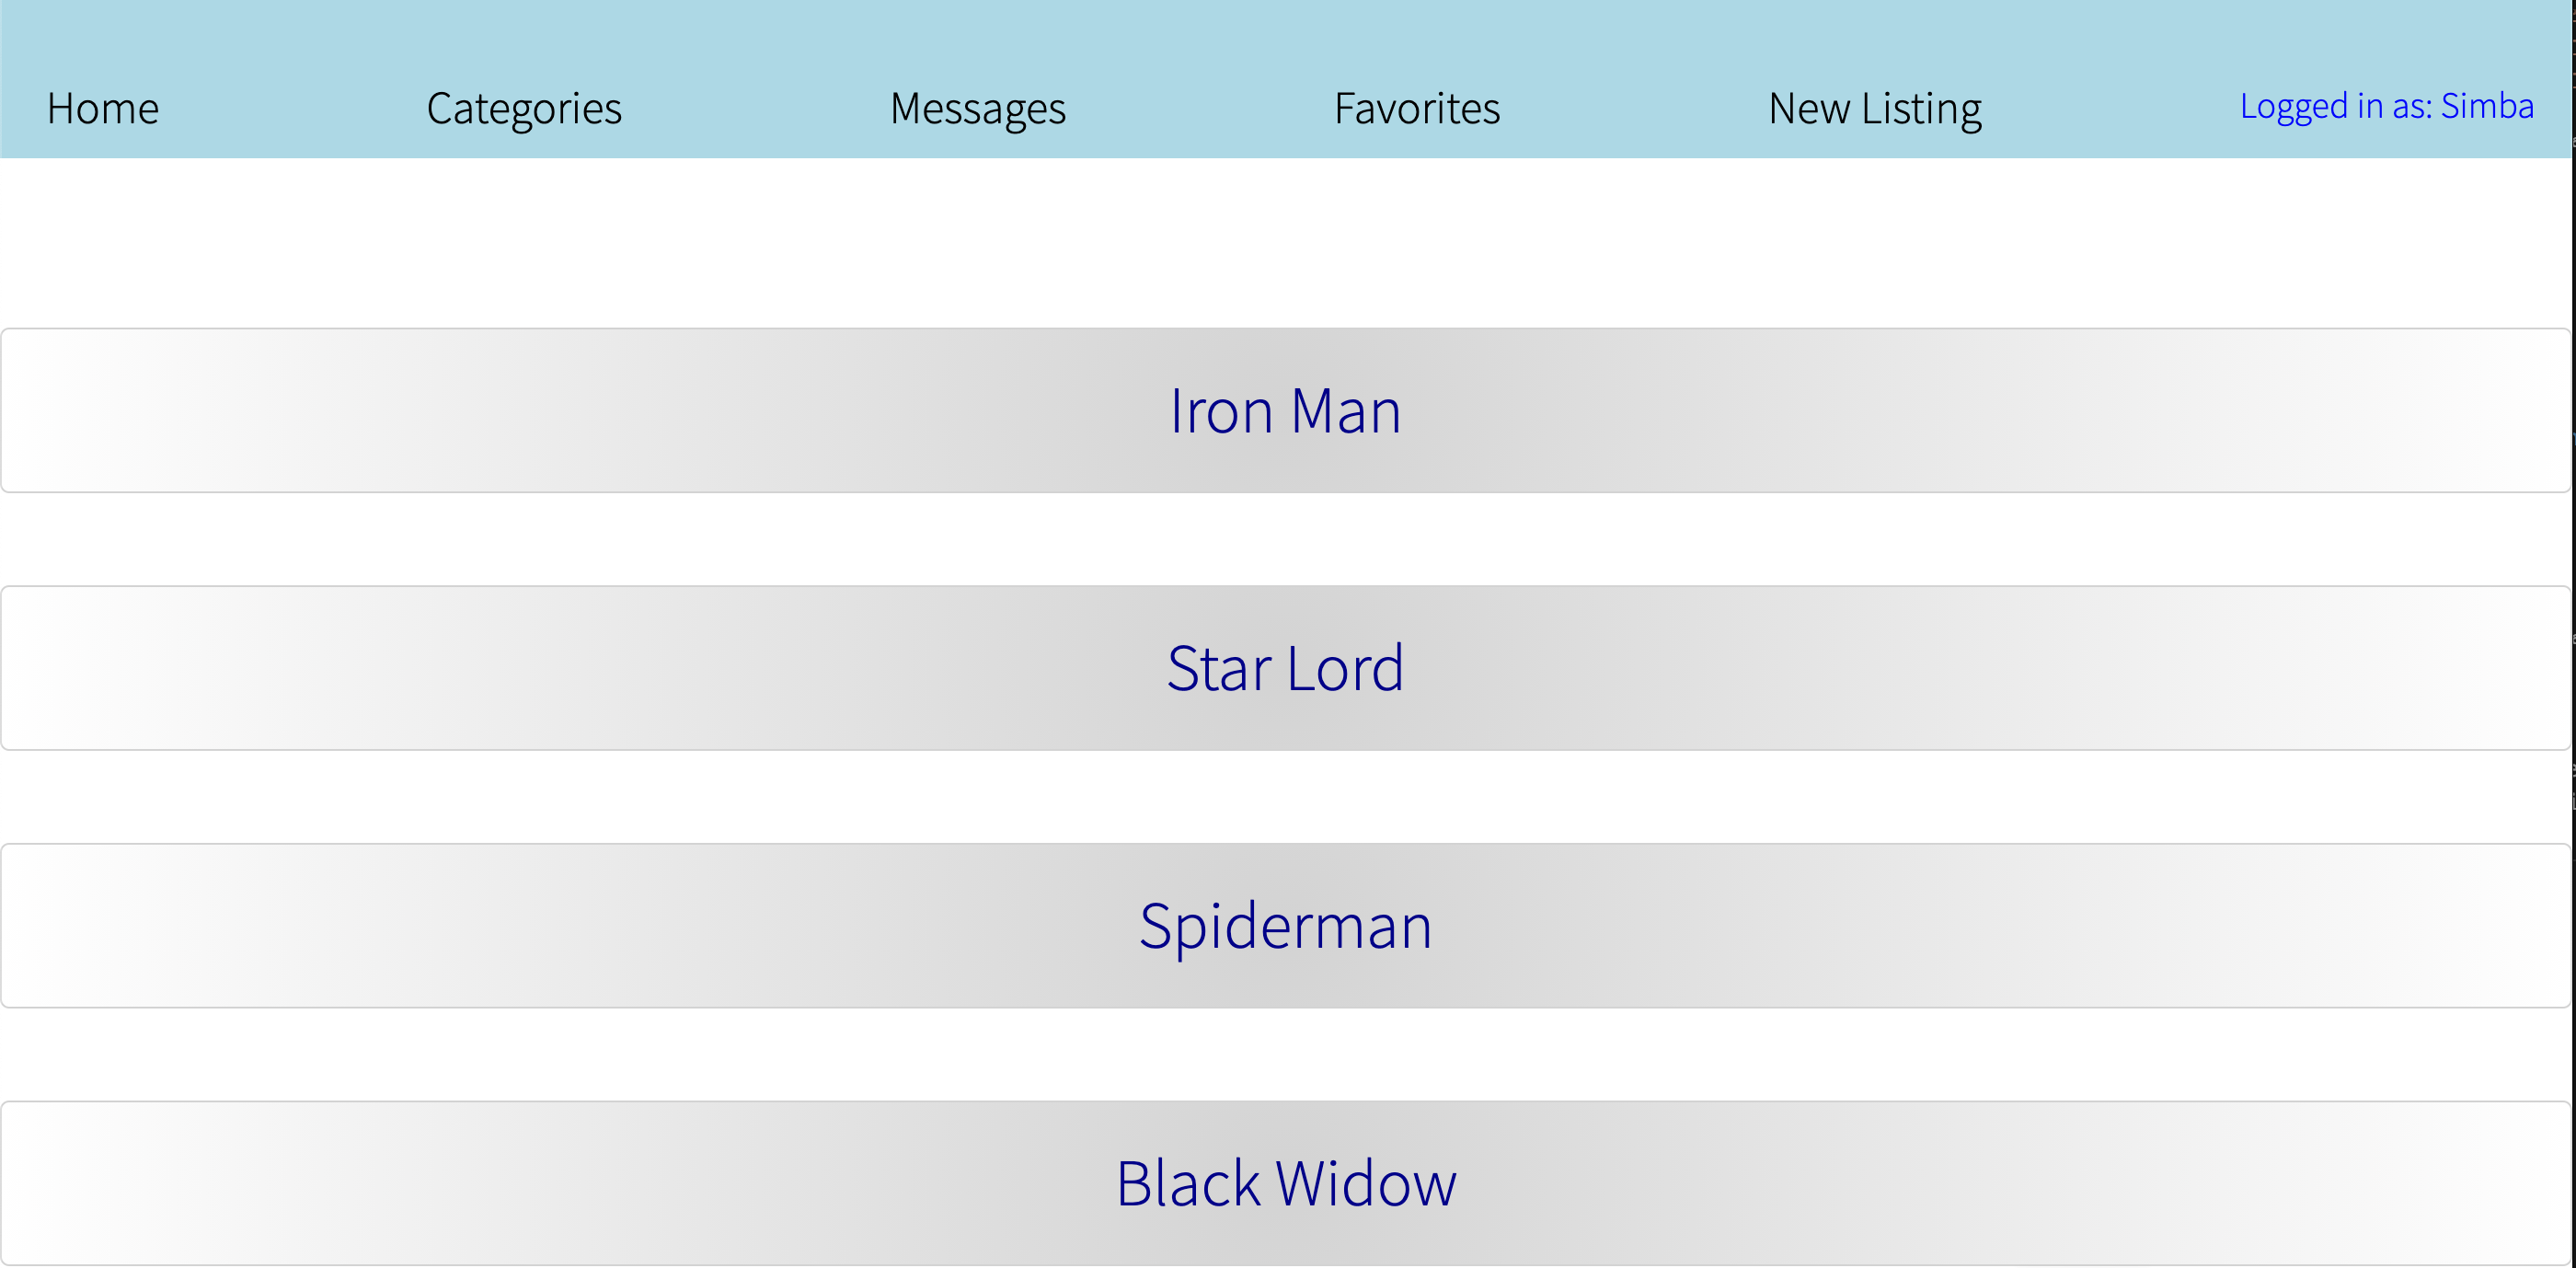 Home Categories Messages Favorites New Listing Logged in as: Simba
Iron Man
Star Lord
Spiderman
Black Widow